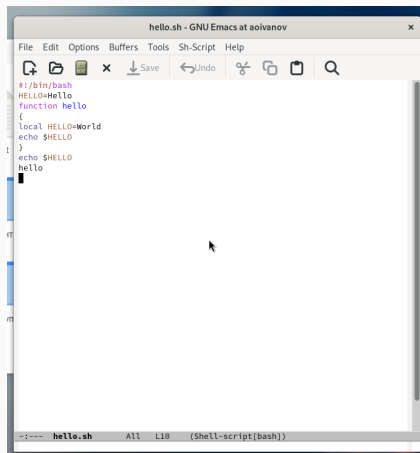 hello.sh - GNU Emacs at aoivanov
File Edit Options Buffers Tools Sh-Script Help
Save Undo
#!/bin/bash
HELLO=Hello
function hello
{
local HELLO=World
echo $HELLO
}
echo $HELLO
hello
-:--- hello.sh All L10 (Shell-script[bash])